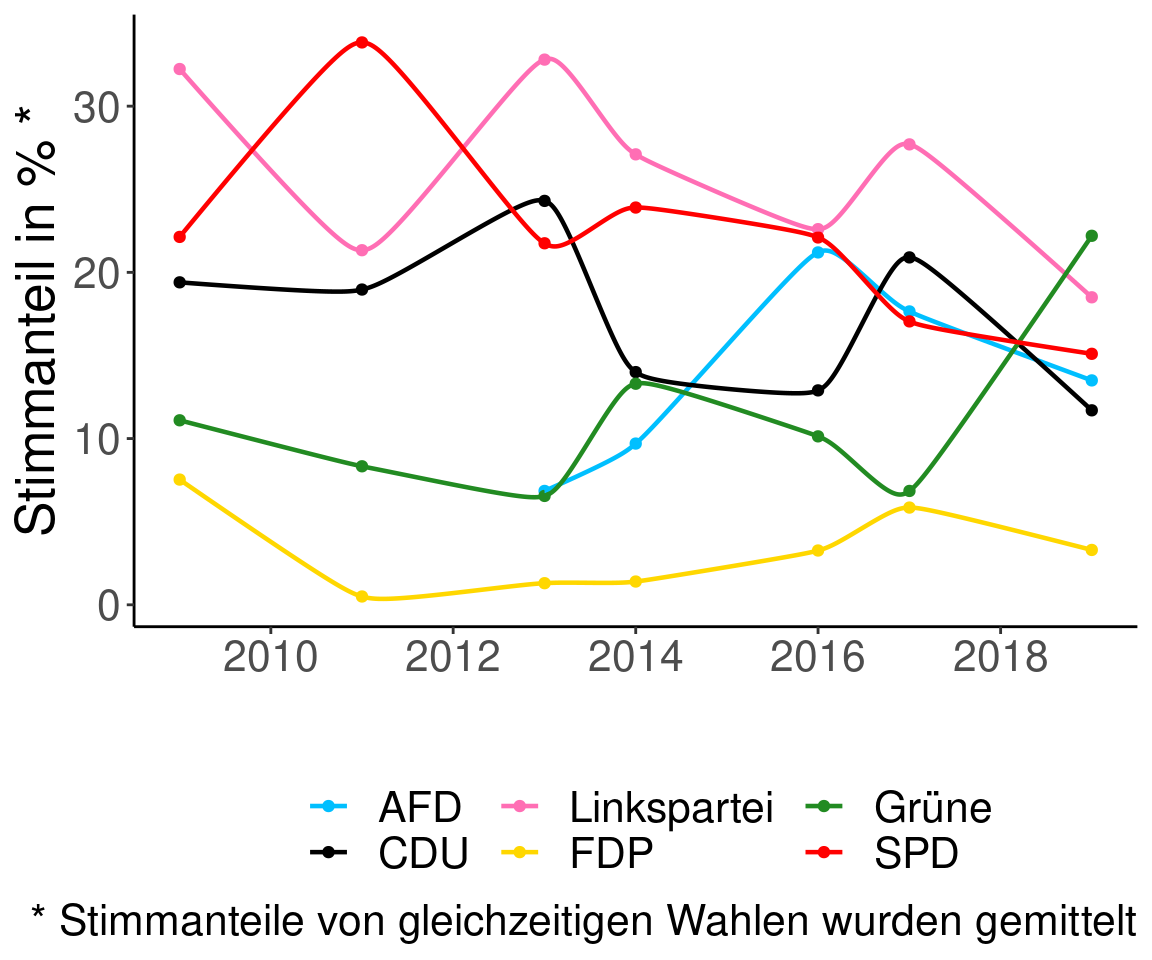 Stimmanteil in % *
30
20
10
0
2010 2012 2014 2016 2018
AFD Linkspartei Grüne
CDU FDP SPD
* Stimmanteile von gleichzeitigen Wahlen wurden gemittelt